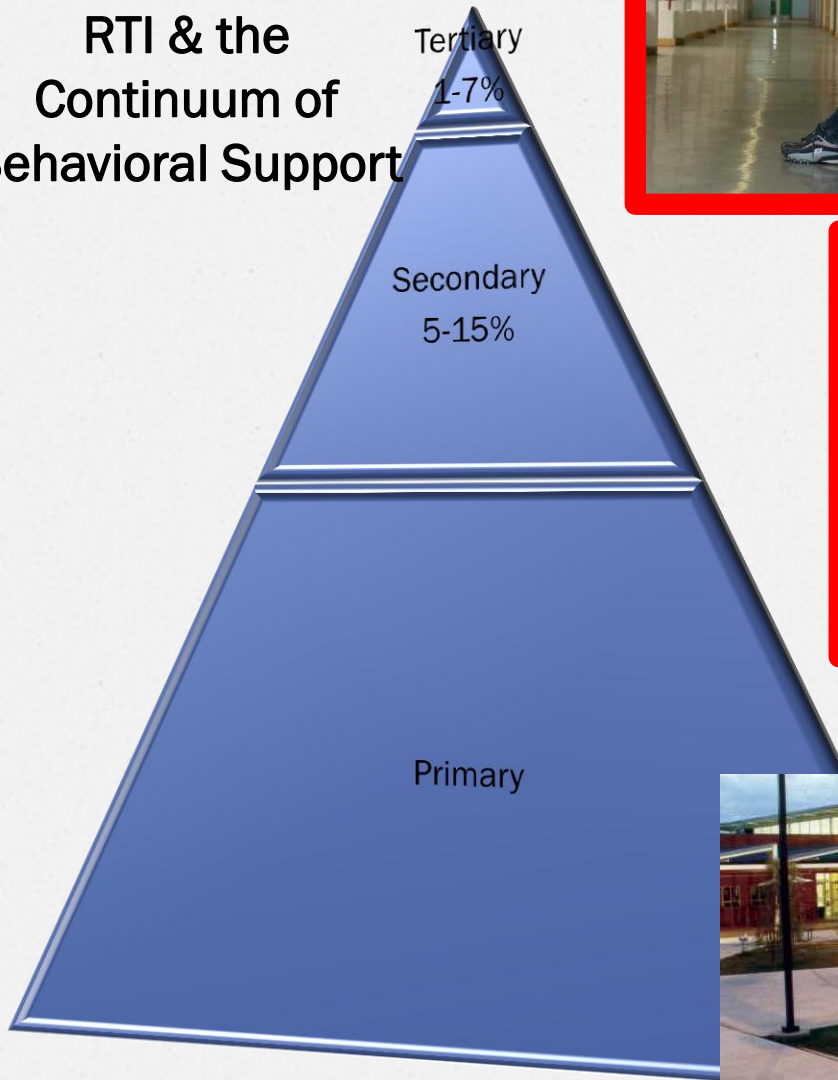 RTI & the
Continuum of
ehavioral Support
Tertiary
1-7%
Secondary
5-15%
Primary